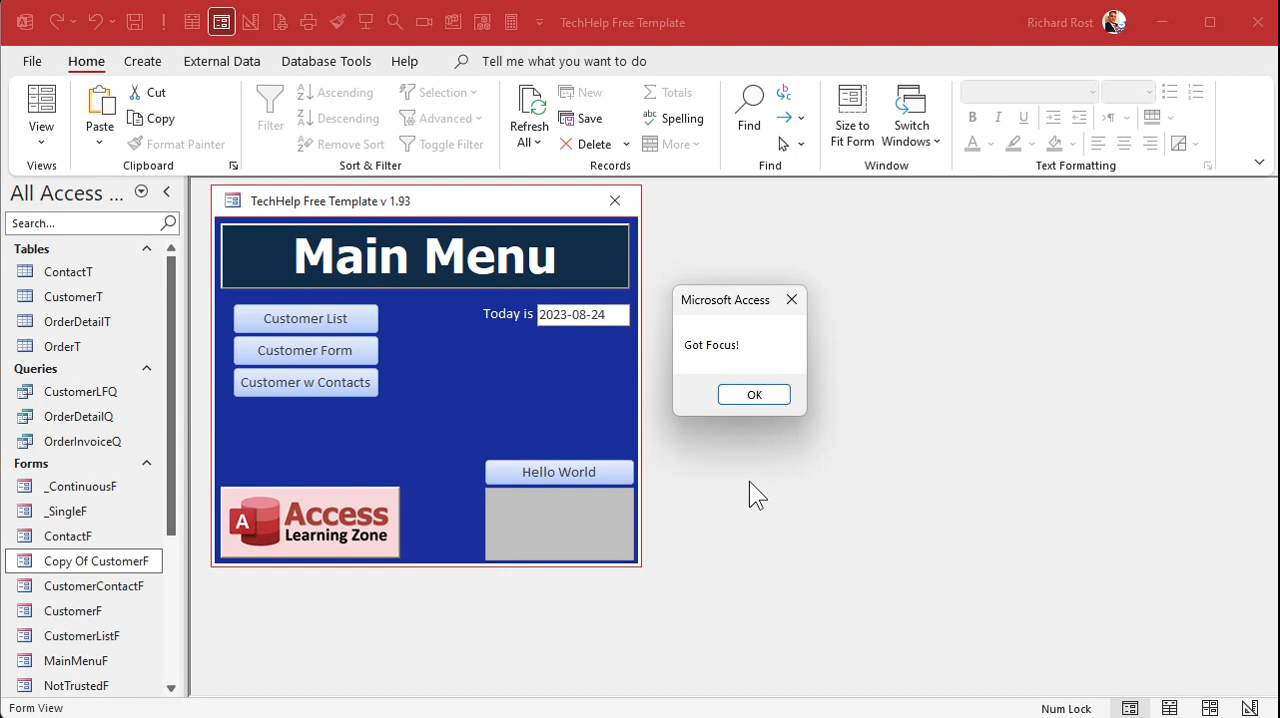 TechHelp Free Template
Richard Rost
File
Home
Create
External Data
Database Tools
Help
Tell me what you want to do
View
Views
Paste
Cut
Copy
Format Painter
Clipboard
Filter
Ascending
Descending
Remove Sort
Selection
Advanced
Toggle Filter
Sort & Filter
Refresh
All
New
Save
Delete
Totals
Spelling
More
Records
Find
Find
Size to
Fit Form
Switch
Windows
Window
B I U
A
Text Formatting
All Access ...
Search...
Tables
ContactT
CustomerT
OrderDetailT
OrderT
Queries
CustomerLFQ
OrderDetailQ
OrderInvoiceQ
Forms
_ContinuousF
_SingleF
ContactF
Copy Of CustomerF
CustomerContactF
CustomerF
CustomerListF
MainMenuF
NotTrustedF
TechHelp Free Template v 1.93
Main Menu
Customer List
Customer Form
Customer w Contacts
Today is 2023-08-24
Hello World
A Access
Learning Zone
Microsoft Access
Got Focus!
OK
Form View
Num Lock